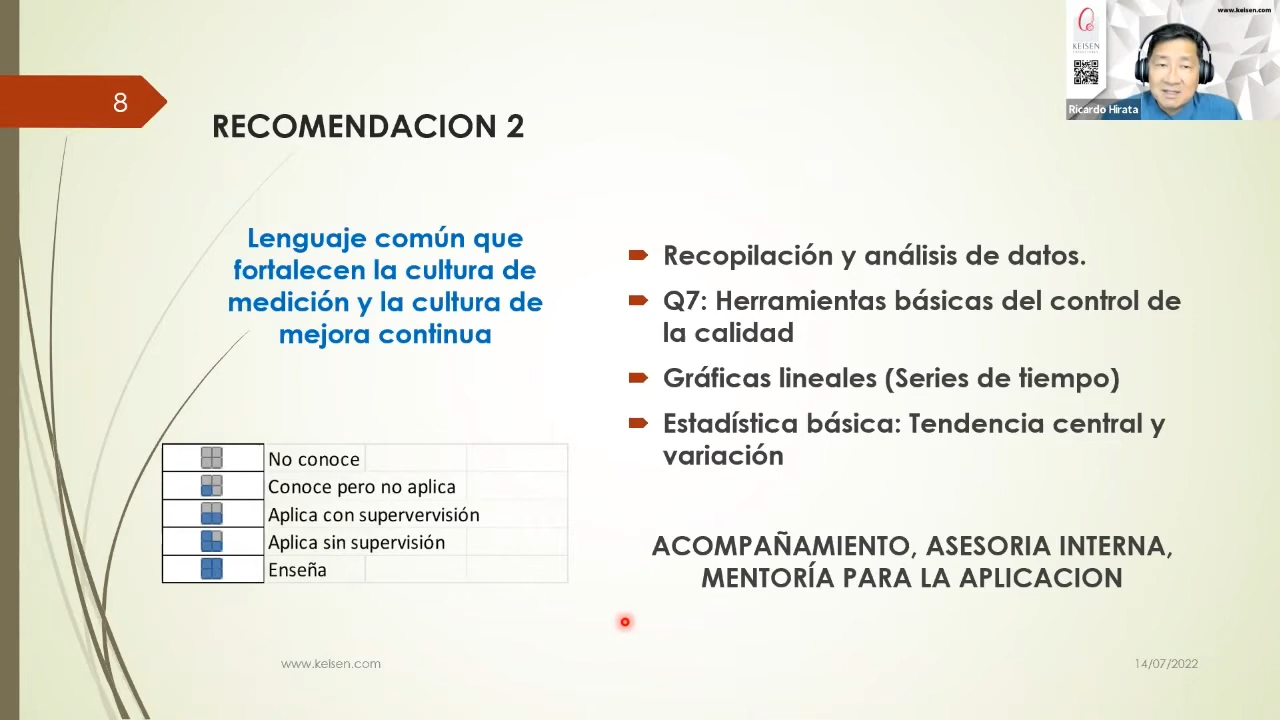 www.keisen.com
KEISEN
Ricardo Hirata
8
RECOMENDACION 2
Lenguaje común que
fortalecen la cultura de
medición y la cultura de
mejora continua
No conoce
Conoce pero no aplica
Aplica con supervervisión
Aplica sin supervisión
Enseña
Recopilación y análisis de datos.
Q7: Herramientas básicas del control de
la calidad
Gráficas lineales (Series de tiempo)
Estadística básica: Tendencia central y
variación
ACOMPAÑAMIENTO, ASESORIA INTERNA,
MENTORÍA PARA LA APLICACION
www.keisen.com
14/07/2022